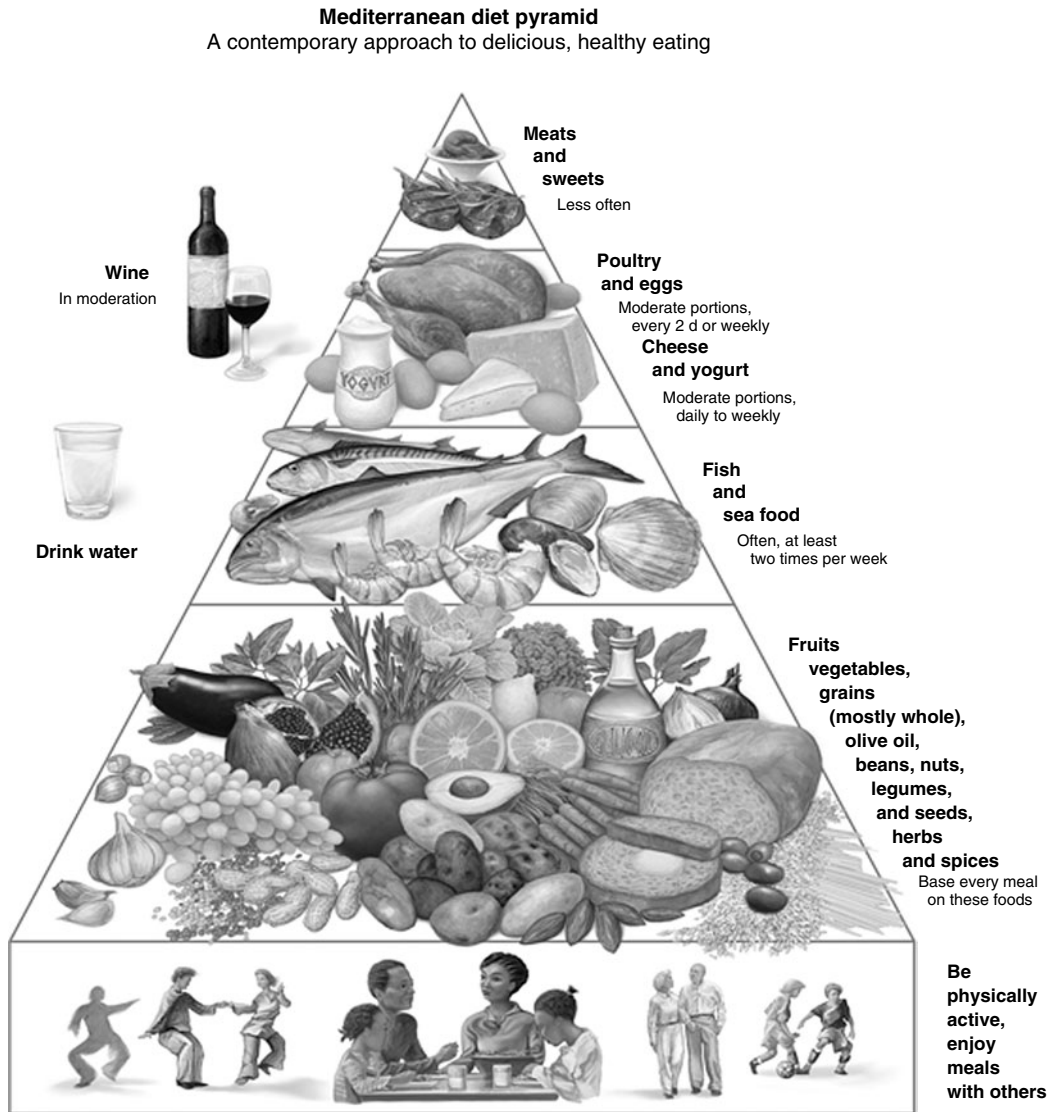 Mediterranean diet pyramid
A contemporary approach to delicious, healthy eating
Meats
and
sweets
Less often
Wine
In moderation
Poultry
and eggs
Moderate portions,
every 2 d or weekly
Cheese
and yogurt
Moderate portions,
daily to weekly
YOGVRT
Drink water
Fish
and
sea food
Often, at least
two times per week
Fruits
vegetables,
grains
(mostly whole),
olive oil,
beans, nuts,
legumes,
and seeds,
herbs
and spices
Base every meal
on these foods
Be
physically
active,
enjoy
meals
with others